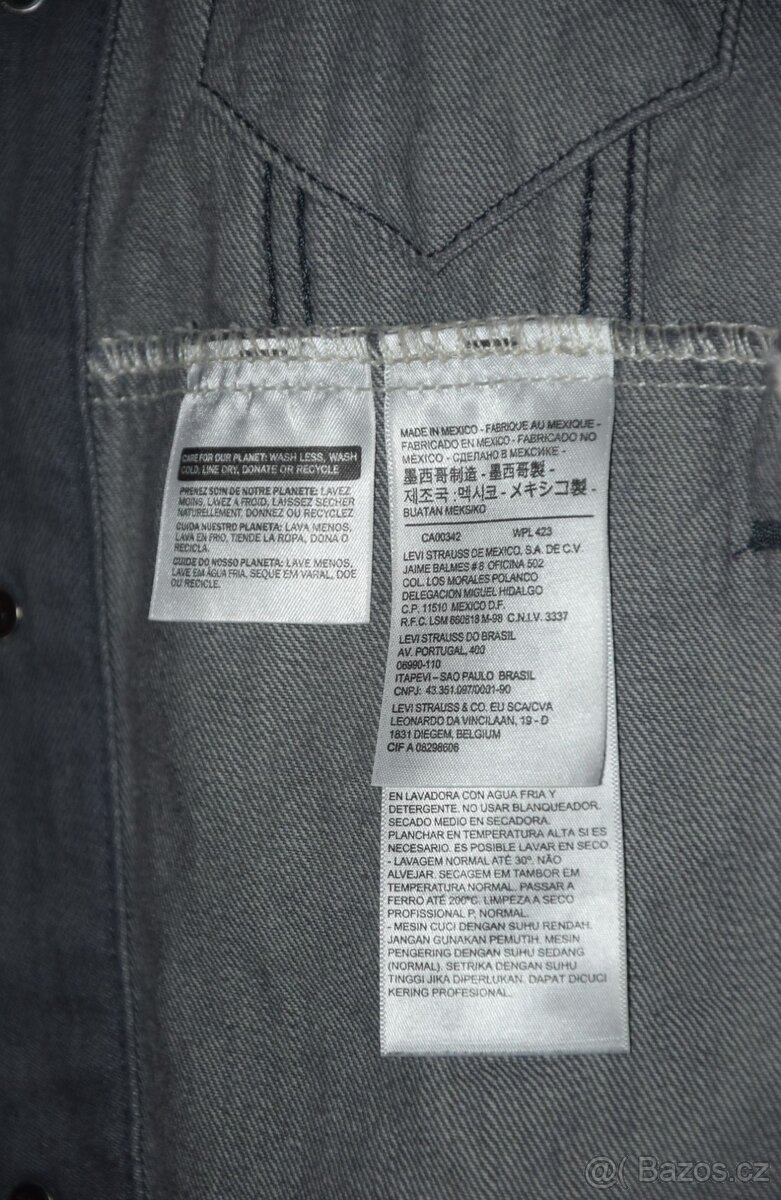 CARE FOR OUR PLANET: WASH LESS, WASH
COLD, LINE DRY, DONATE OR RECYCLE
PRENEZ SOIN DE NOTRE PLANETE: LAVEZ
MOINS, LAVEZ A FROID, LAISSEZ SECHER
NATURELLEMENT, DONNEZ OU RECYCLEZ
CUIDA NUESTRO PLANETA: LAVA MENOS,
LAVA EN FRIO, TIENDE LA ROPA, DONA O
RECICLA.
CUIDE DO NOSSO PLANETA: LAVE MENOS,
LAVE EM ÁGUA FRIA, SEQUE EM VARAL, DOE
OU RECICLE.
MADE IN MEXICO - FABRIQUE AU MEXIQUE -
FABRICADO EN MEXICO - FABRICADO NO
MÉXICO - СДЕЛАНО В МЕКСИКЕ -
墨西哥制造 - 墨西哥製 -
제조국 - 멕시코 - メキシコ製 -
BUATAN MEKSIKO
CA00342 WPL 423
LEVI STRAUSS DE MEXICO, S.A. DE C.V
JAIME BALMES # 8 OFICINA 502
COL. LOS MORALES POLANCO
DELEGACION MIGUEL HIDALGO
C.P. 11510 MEXICO D.F.
R.F.C. LSM 660618 M-98 C.N.I.V. 3337
LEVI STRAUSS DO BRASIL
AV. PORTUGAL, 400
06990-110
ITAPEVI – SAO PAULO BRASIL
CNPJ: 43.351.097/0001-90
LEVI STRAUSS & CO. EU SCA/CVA
LEONARDO DA VINCILAAN, 19 - D
1831 DIEGEM, BELGIUM
CIF A 08298606
EN LAVADORA CON AGUA FRIA Y
DETERGENTE. NO USAR BLANQUEADOR.
SECADO MEDIO EN SECADORA.
PLANCHAR EN TEMPERATURA ALTA SI ES
NECESARIO. ES POSIBLE LAVAR EN SECO
- LAVAGEM NORMAL ATÉ 30º. NÃO
ALVEJAR. SECAGEM EM TAMBOR EM
TEMPERATURA NORMAL. PASSAR A
FERRO ATÉ 200ºC. LIMPEZA A SECO
PROFISSIONAL P, NORMAL.
- MESIN CUCI DENGAN SUHU RENDAH.
JANGAN GUNAKAN PEMUTIH. MESIN
PENGERING DENGAN SUHU SEDANG
(NORMAL). SETRIKA DENGAN SUHU
TINGGI JIKA DIPERLUKAN. DAPAT DICUCI
KERING PROFESIONAL.
@( Bazoš.cz